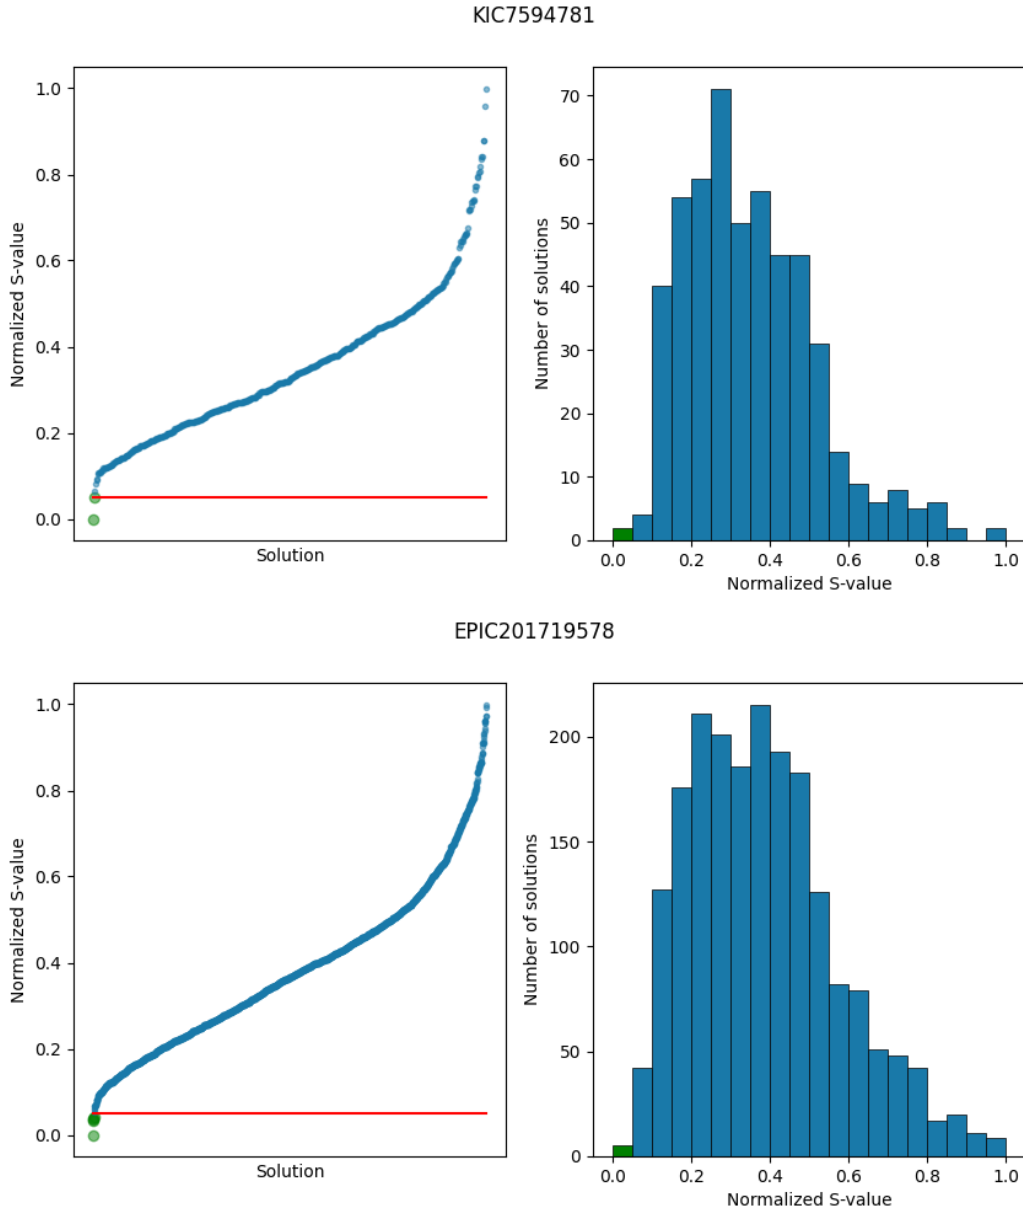 KIC7594781
Normalized S-value
1.0
0.8
0.6
0.4
0.2
0.0
Solution
Number of solutions
70
60
50
40
30
20
10
0
0.0 0.2 0.4 0.6 0.8 1.0
Normalized S-value
EPIC201719578
Normalized S-value
1.0
0.8
0.6
0.4
0.2
0.0
Solution
Number of solutions
200
150
100
50
0
0.0 0.2 0.4 0.6 0.8 1.0
Normalized S-value